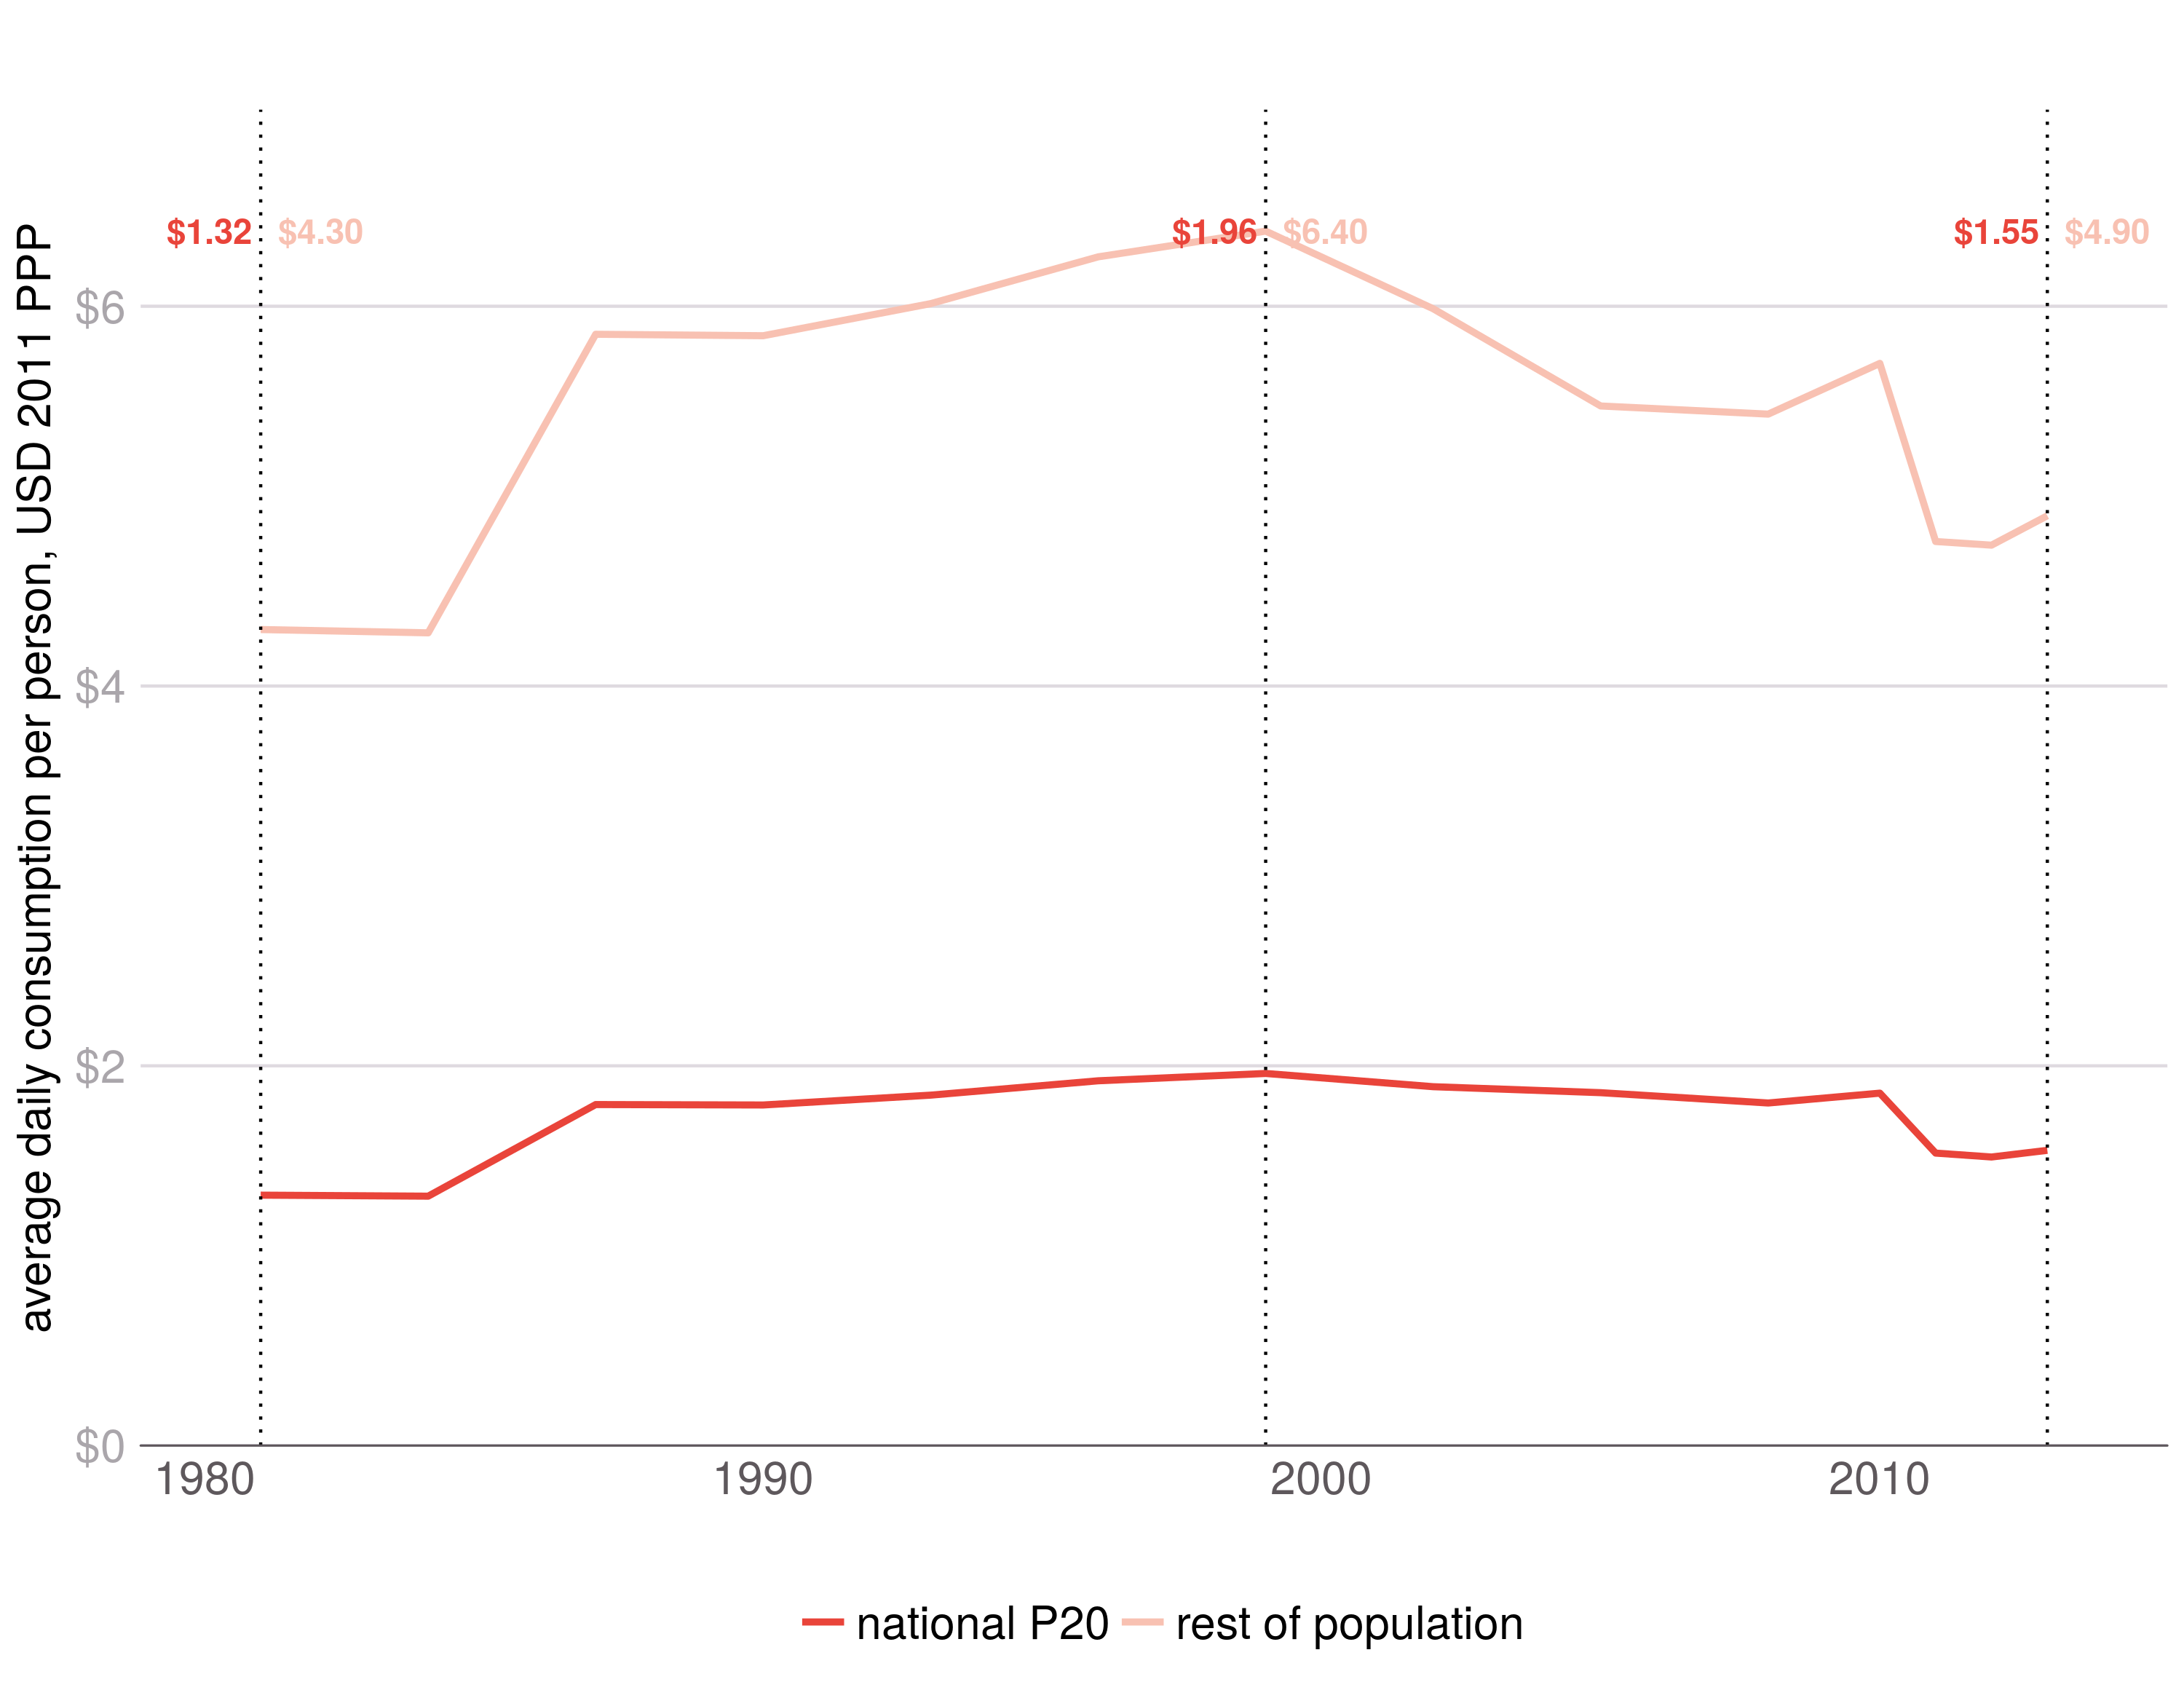 average daily consumption per person, USD 2011 PPP
$1.32 $4.30 $1.96 $6.40 $1.55 $4.90
$6
$4
$2
$0
1980 1990 2000 2010
national P20 rest of population